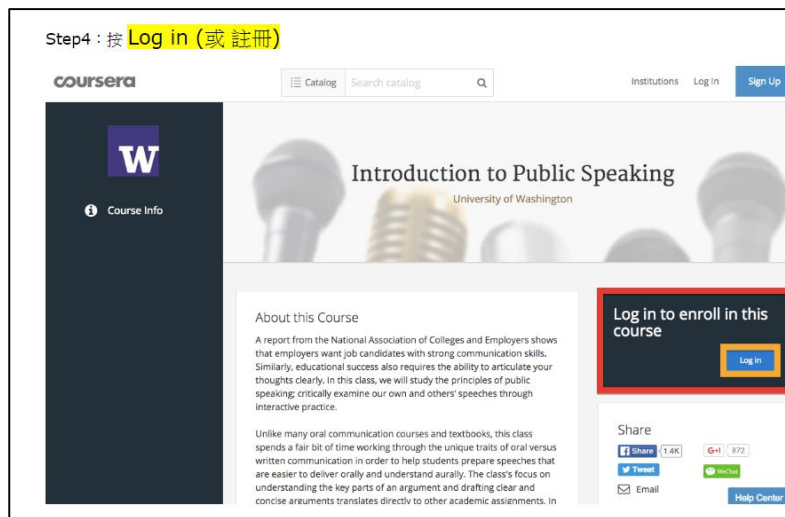 Step4：按 Log in (或 註冊)
coursera
Catalog
Search catalog
Institutions
Log In
Sign Up
W
Course Info
Introduction to Public Speaking
University of Washington
About this Course
A report from the National Association of Colleges and Employers shows
that employers want job candidates with strong communication skills.
Similarly, educational success also requires the ability to articulate your
thoughts clearly. In this class, we will study the principles of public
speaking; critically examine our own and others' speeches through
interactive practice.
Unlike many oral communication courses and textbooks, this class
spends a fair bit of time working through the unique traits of oral versus
written communication in order to help students prepare speeches that
are easier to deliver orally and understand aurally. The class's focus on
understanding the key parts of an argument and drafting clear and
concise arguments translates directly to other academic assignments. In
Log in to enroll in this
course
Log in
Share
f Share 1.4K
G+1 872
Tweet
WeChat
Email
Help Center